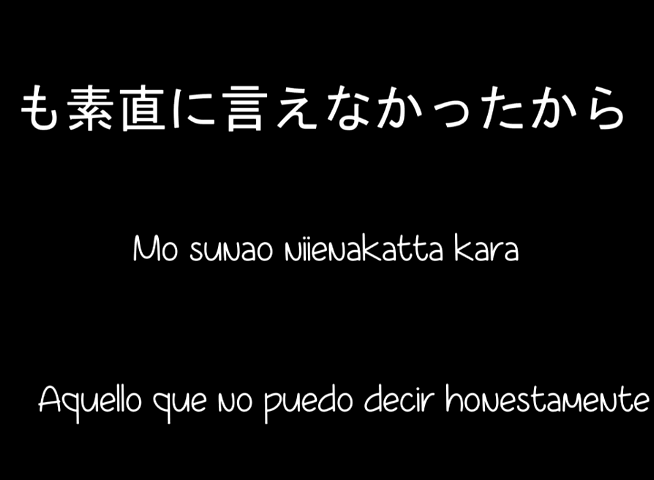 も素直に言えなかったから
Mo sunao niienakatta kara
Aquello que no puedo decir honestamente